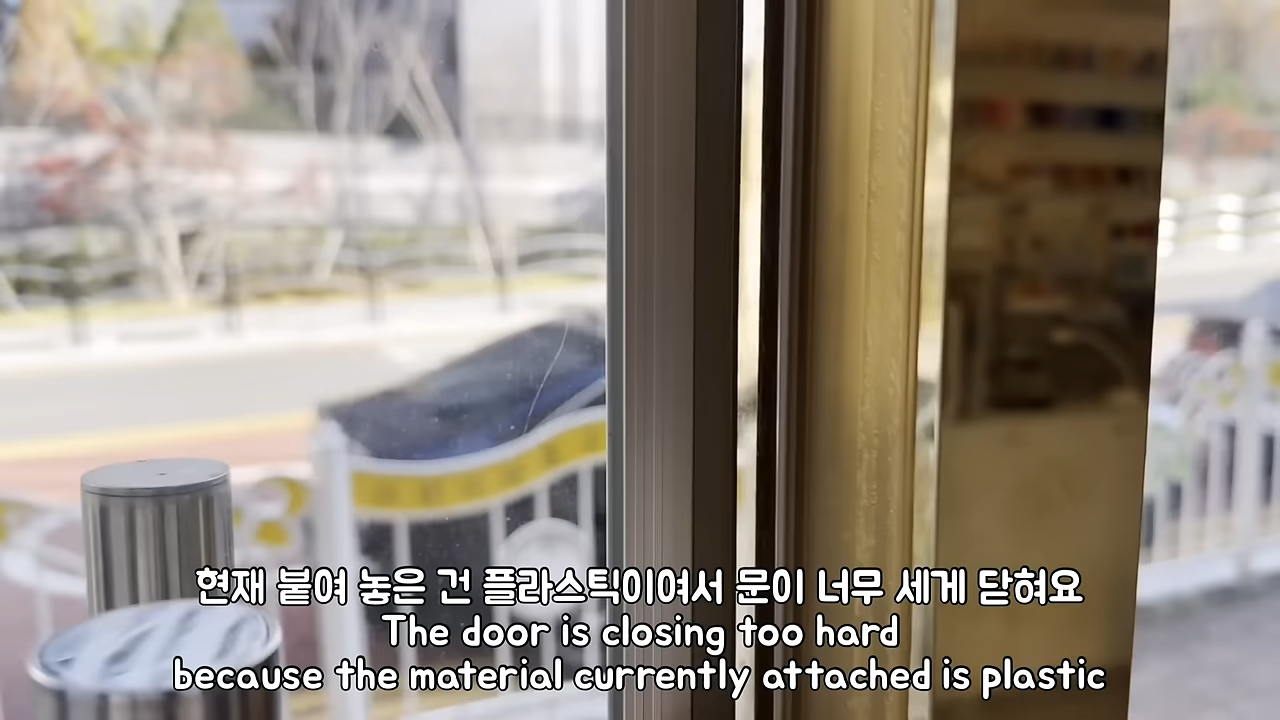 현재 붙여 놓은 건 플라스틱이여서 문이 너무 세게 닫혀요
The door is closing too hard
because the material currently attached is plastic